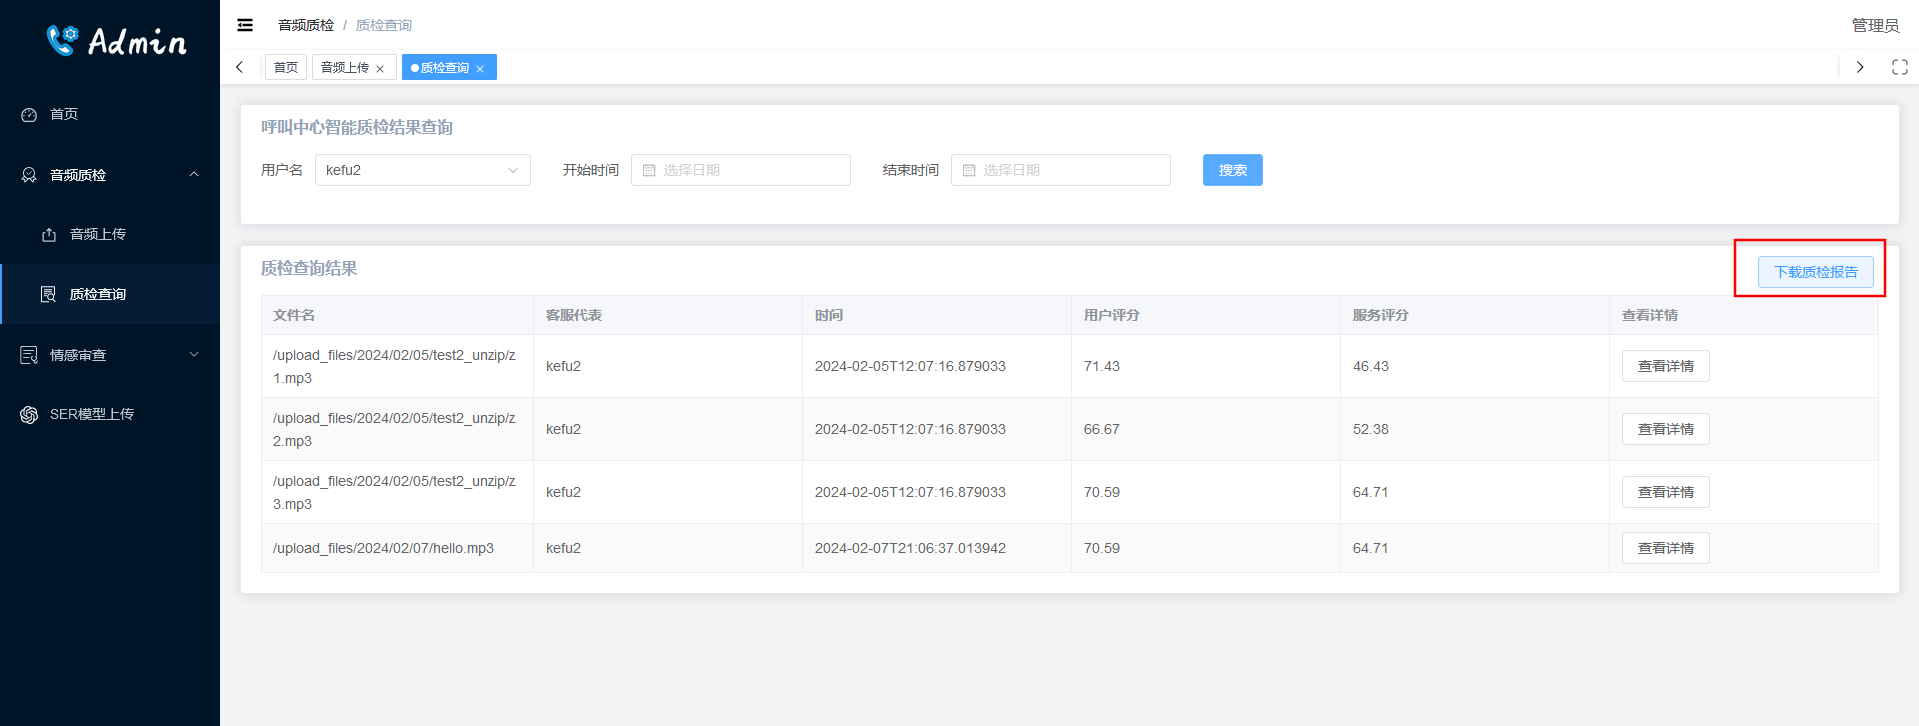 Admin
首页
音频质检
音频上传
质检查询
情感审查
SER模型上传
音频质检 / 质检查询
管理员
首页 音频上传 × 质检查询 ×
呼叫中心智能质检结果查询
用户名 kefu2 开始时间 选择日期 结束时间 选择日期 搜索
质检查询结果
下载质检报告
文件名 客服代表 时间 用户评分 服务评分 查看详情
/upload_files/2024/02/05/test2_unzip/z
1.mp3
kefu2 2024-02-05T12:07:16.879033 71.43 46.43 查看详情
/upload_files/2024/02/05/test2_unzip/z
2.mp3
kefu2 2024-02-05T12:07:16.879033 66.67 52.38 查看详情
/upload_files/2024/02/05/test2_unzip/z
3.mp3
kefu2 2024-02-05T12:07:16.879033 70.59 64.71 查看详情
/upload_files/2024/02/07/hello.mp3 kefu2 2024-02-07T21:06:37.013942 70.59 64.71 查看详情